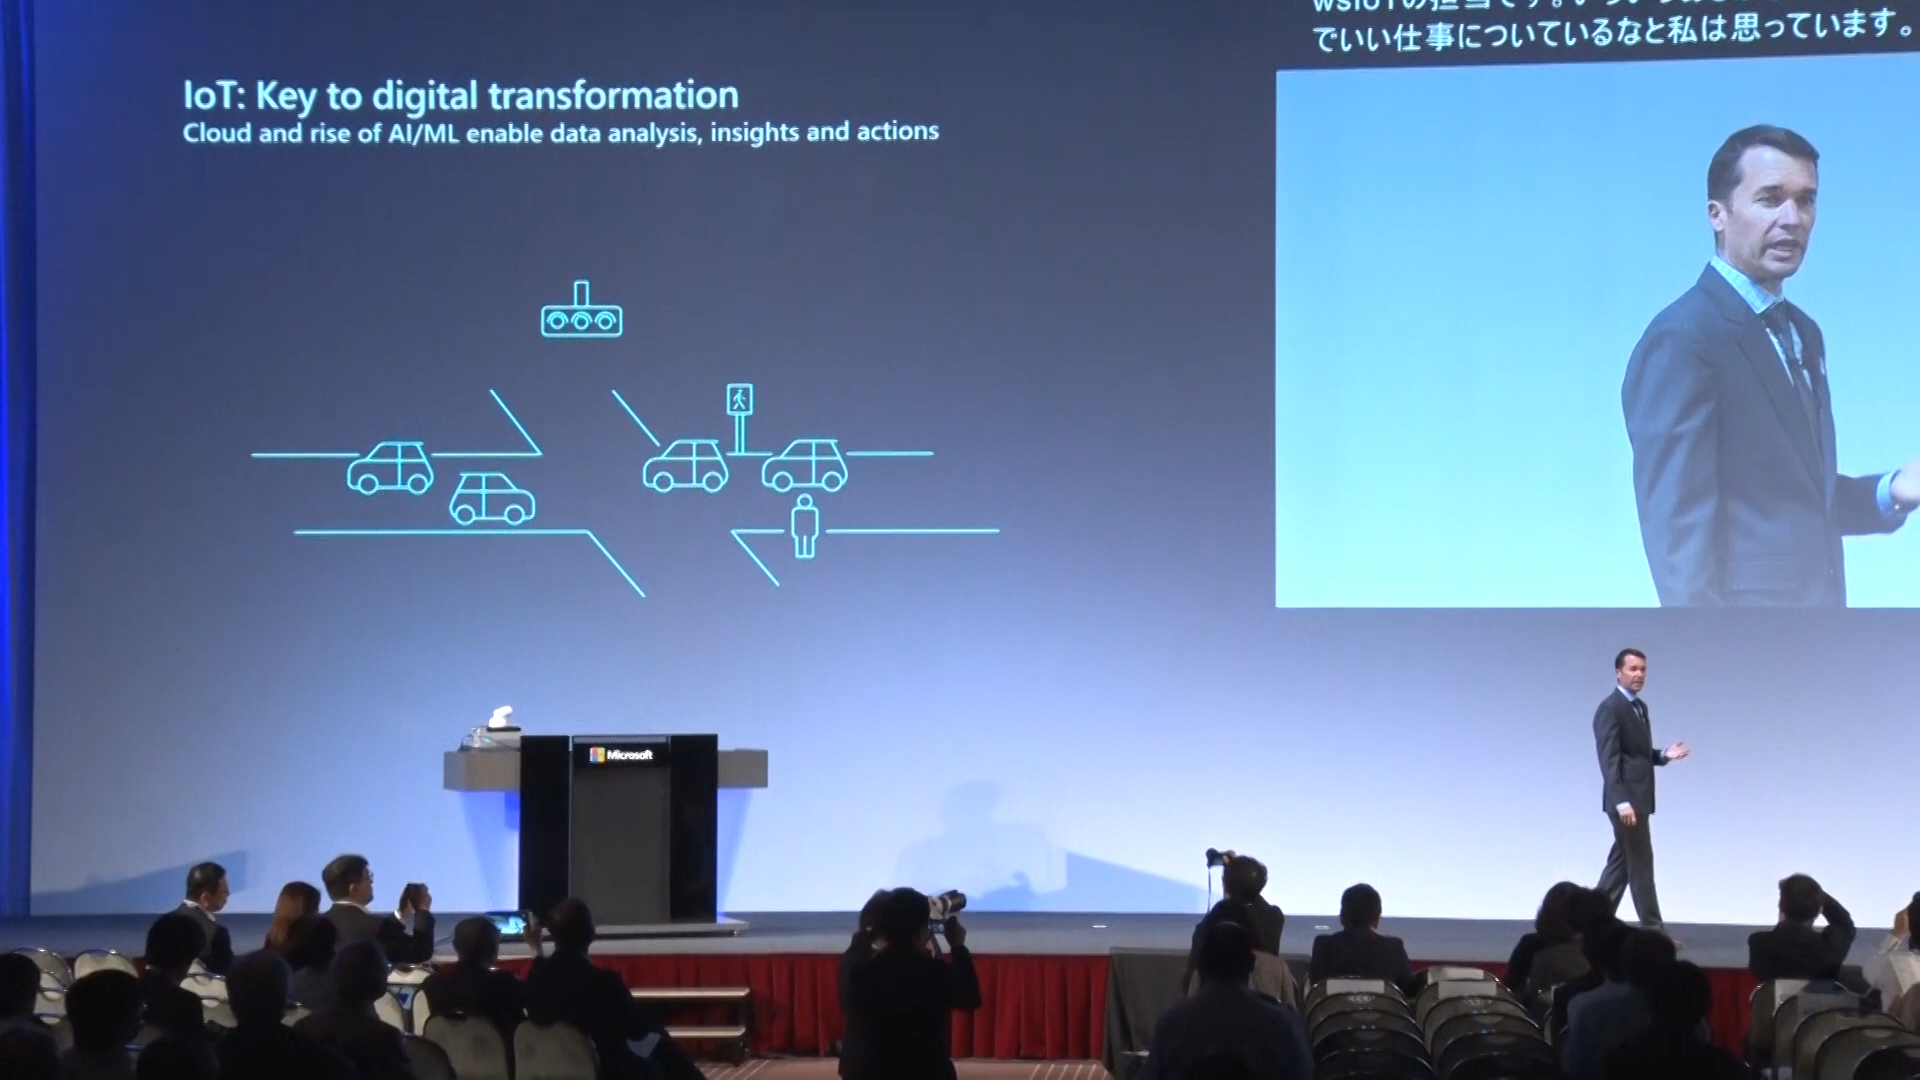 IoT: Key to digital transformation
Cloud and rise of AI/ML enable data analysis, insights and actions
でいい仕事についているなと私は思っています。
Microsoft